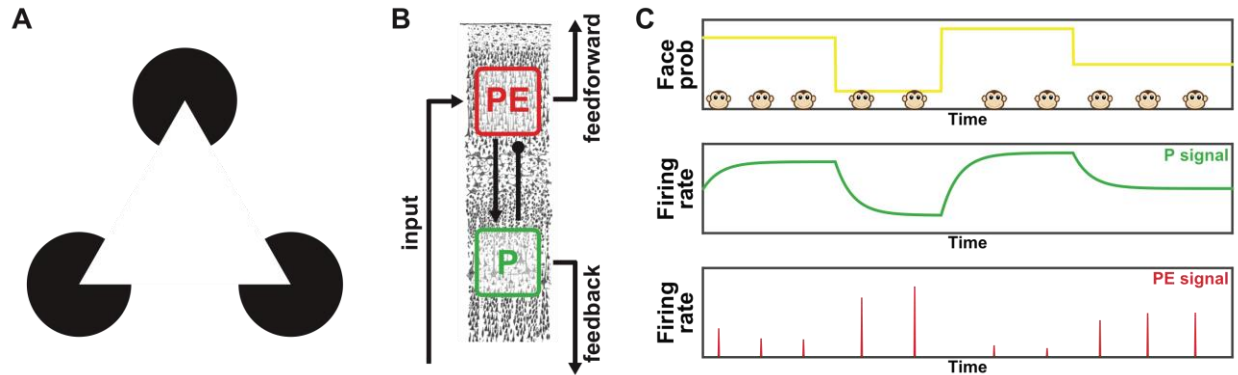 A
B
PE
P
input
feedforward
feedback
C
Face
prob
Time
Firing
rate
P signal
Time
Firing
rate
PE signal
Time